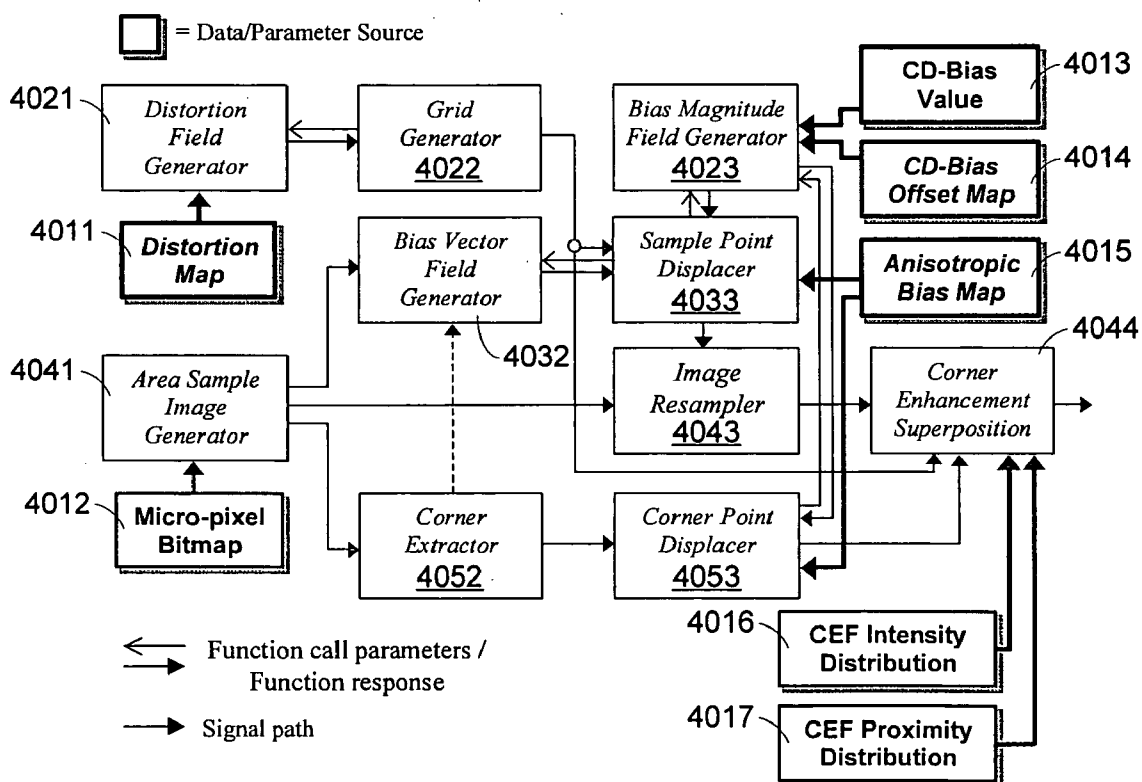 = Data/Parameter Source
4021
Distortion
Field
Generator
Grid
Generator
4022
Bias Magnitude
Field Generator
4023
CD-Bias
Value
4013
CD-Bias
Offset Map
4014
4011
Distortion
Map
Bias Vector
Field
Generator
4032
Sample Point
Displacer
4033
Anisotropic
Bias Map
4015
4041
Area Sample
Image
Generator
Image
Resampler
4043
4044
Corner
Enhancement
Superposition
4012
Micro-pixel
Bitmap
Corner
Extractor
4052
Corner Point
Displacer
4053
4016
CEF Intensity
Distribution
4017
CEF Proximity
Distribution
Function call parameters /
Function response
Signal path